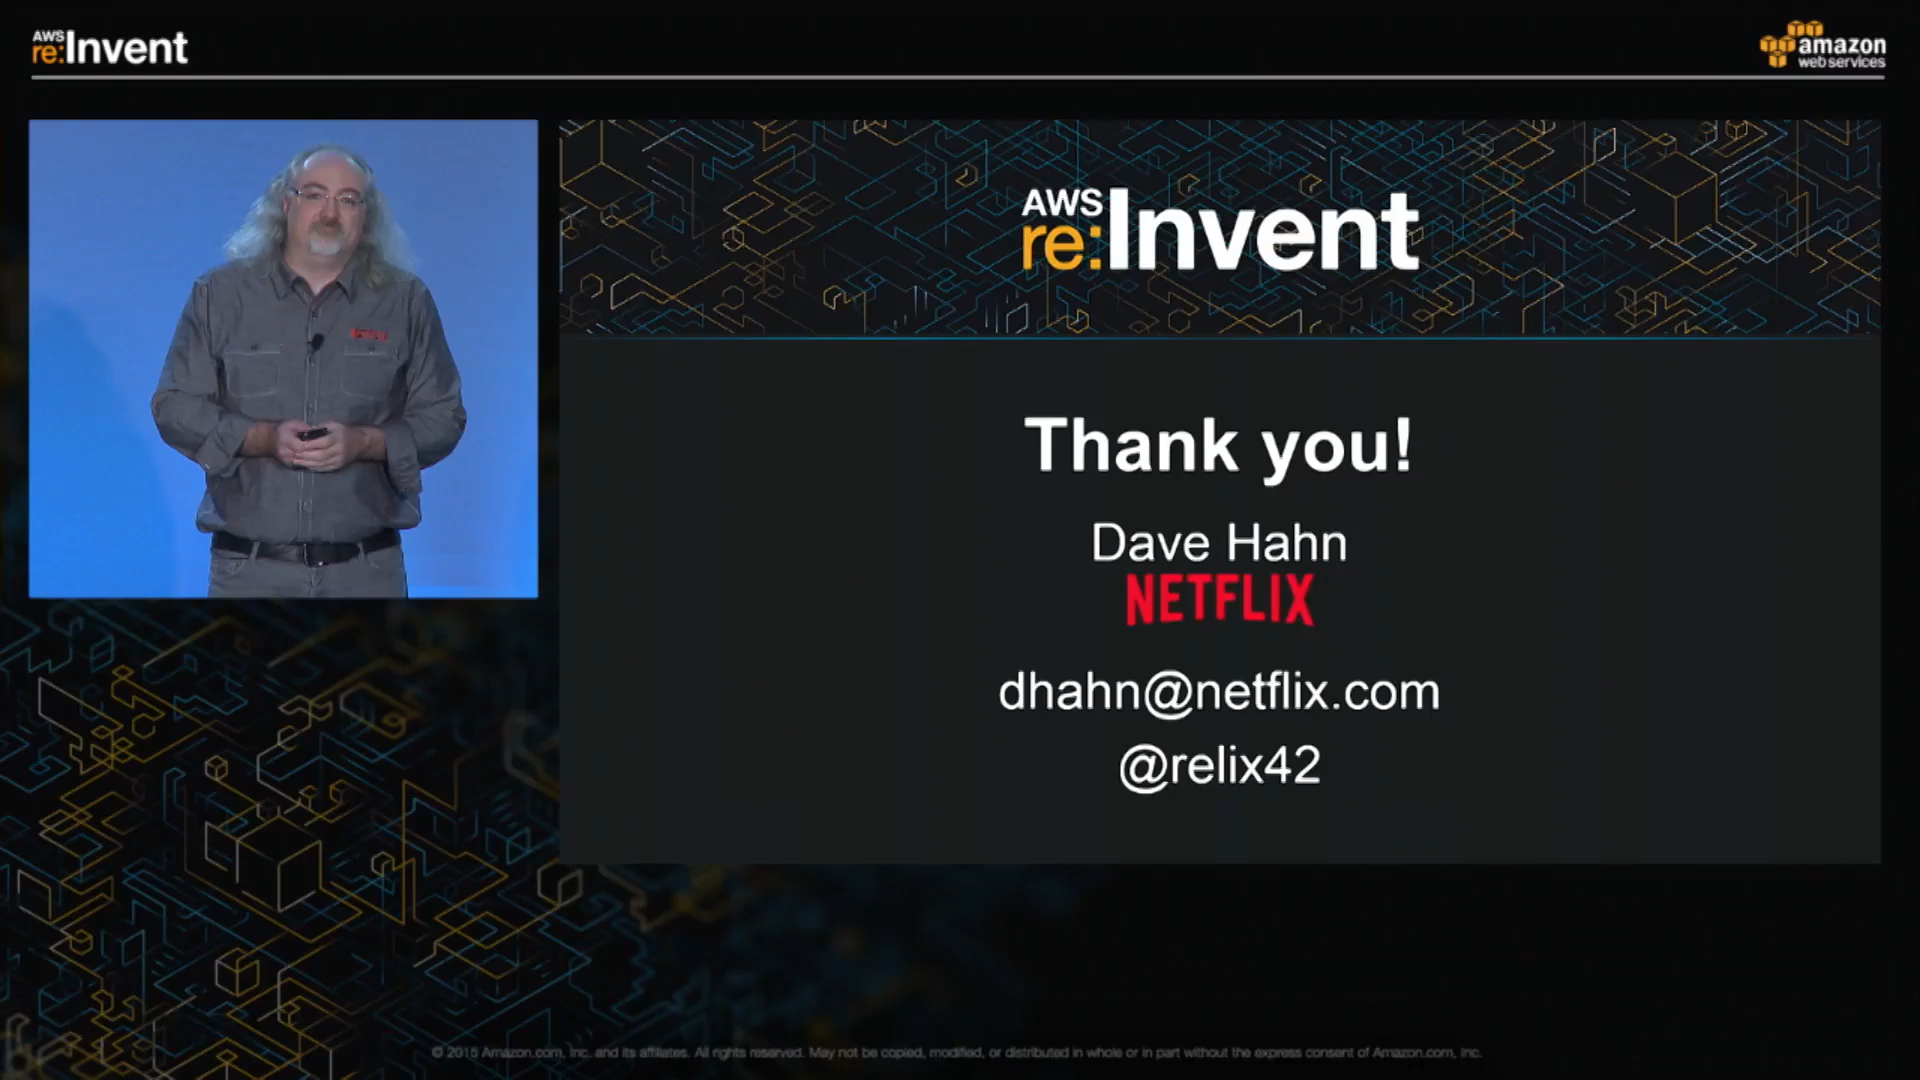 AWS
re:Invent
amazon
web services
AWS
re:Invent
Thank you!
Dave Hahn
NETFLIX
dhahn@netflix.com
@relix42
© 2015 Amazon.com, Inc. and its affiliates. All rights reserved. May not be copied, modified, or distributed in whole or in part without the express consent of Amazon.com, Inc.